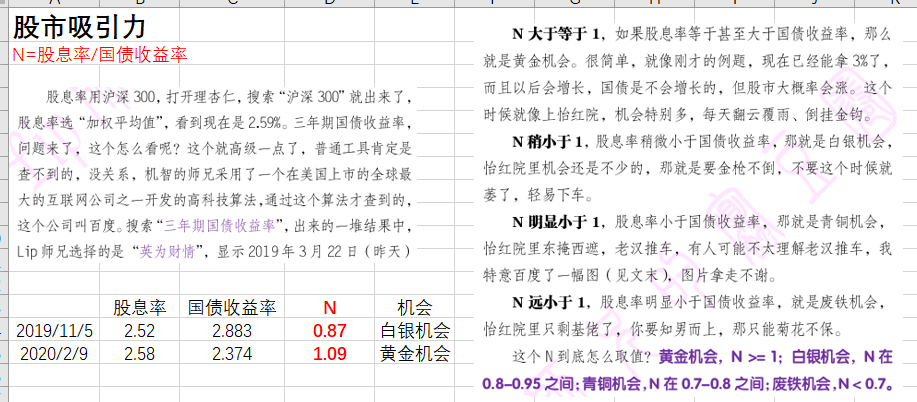 A B C D E F G H I J K
股市吸引力
N=股息率/国债收益率
股息率用沪深 300，打开理杏仁，搜索“沪深 300”就出来了，
股息率选“加权平均值”，看到现在是 2.59%。三年期国债收益率，
问题来了，这个怎么看呢？这个就高级一点了，普通工具肯定是
查不到的，没关系，机智的师兄采用了一个在美国上市的全球最
大的互联网公司之一开发的高科技算法，通过这个算法才查到的，
这个公司叫百度。搜索“三年期国债收益率”，出来的一堆结果中，
Lip 师兄选择的是“英为财情”，显示 2019 年 3 月 22 日（昨天）
股息率 国债收益率 N 机会
2019/11/5 2.52 2.883 0.87 白银机会
2020/2/9 2.58 2.374 1.09 黄金机会
N 大于等于 1，如果股息率等于甚至大于国债收益率，那么
就是黄金机会。很简单，就像刚才的例题，现在已经能拿 3%了，
而且以后会增长，国债是不会增长的，但股市大概率会涨。这个
时候就像上怡红院，机会特别多，每天翻云覆雨、倒挂金钩。
N 稍小于 1，股息率稍微小于国债收益率，那就是白银机会，
怡红院里机会还是不少的，那就是要金枪不倒，不要这个时候就
萎了，轻易下车。
N 明显小于 1，股息率小于国债收益率，那就是青铜机会，
怡红院里东掩西遮，老汉推车，有人可能不太理解老汉推车，我
特意百度了一幅图（见文末），图片拿走不谢。
N 远小于 1，股息率明显小于国债收益率，就是废铁机会，
怡红院里只剩基佬了，你要知男而上，那只能菊花不保。
这个 N 到底怎么取值？黄金机会，N >= 1；白银机会，N 在
0.8–0.95 之间；青铜机会，N 在 0.7–0.8 之间；废铁机会，N < 0.7。